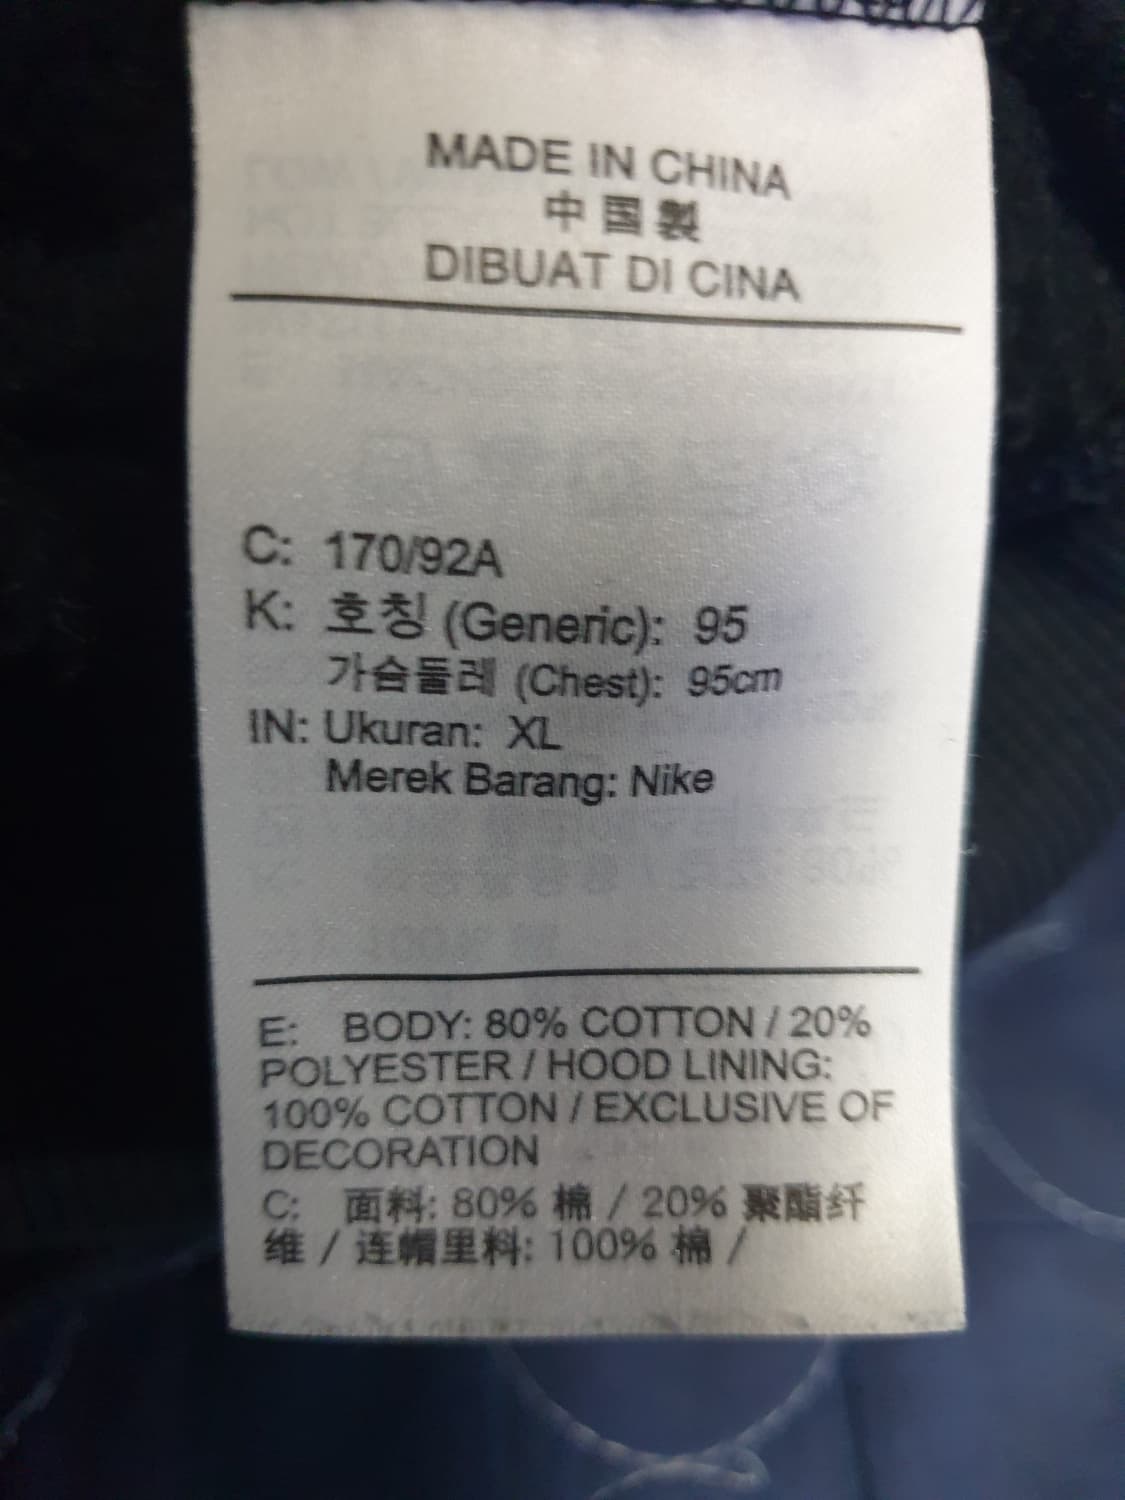 MADE IN CHINA
中国製
DIBUAT DI CINA
C: 170/92A
K: 호칭 (Generic): 95
가슴둘레 (Chest): 95cm
IN: Ukuran: XL
Merek Barang: Nike
E: BODY: 80% COTTON / 20%
POLYESTER / HOOD LINING:
100% COTTON / EXCLUSIVE OF
DECORATION
C: 面料: 80% 棉 / 20% 聚酯纤
维 / 连帽里料: 100% 棉 /